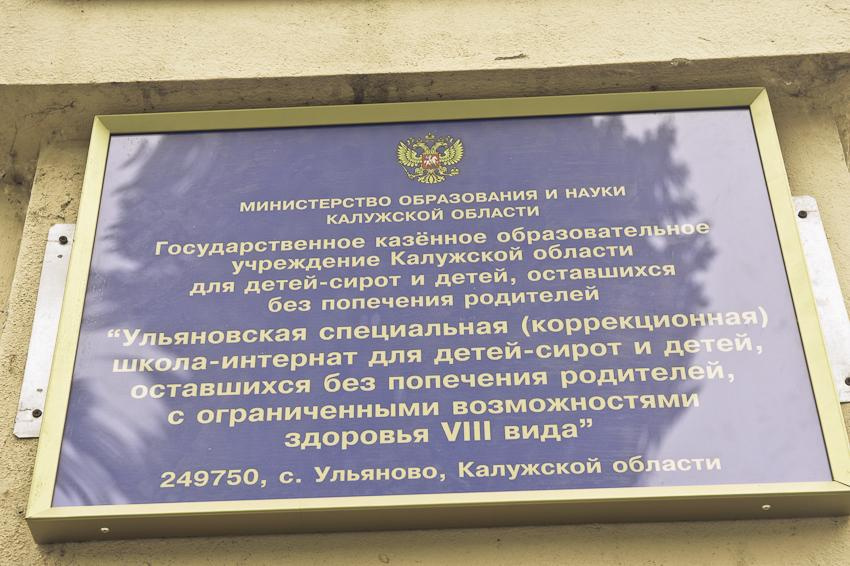 МИНИСТЕРСТВО ОБРАЗОВАНИЯ И НАУКИ
КАЛУЖСКОЙ ОБЛАСТИ
Государственное казённое образовательное
учреждение Калужской области
для детей-сирот и детей, оставшихся
без попечения родителей
“Ульяновская специальная (коррекционная)
школа-интернат для детей-сирот и детей,
оставшихся без попечения родителей,
с ограниченными возможностями
здоровья VIII вида”
249750, с. Ульяново, Калужской области